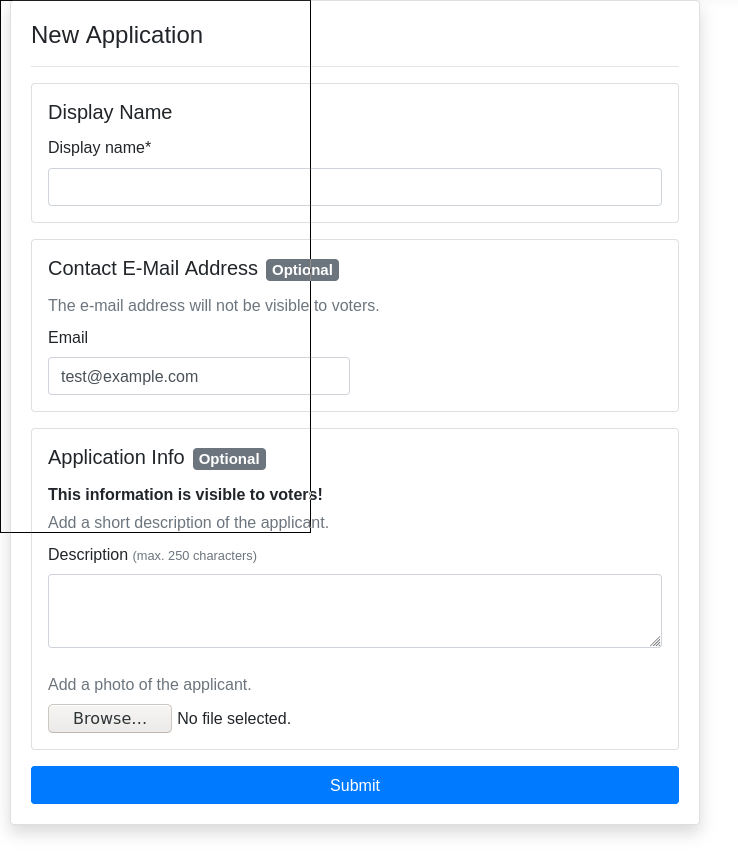 New Application
Display Name
Display name*
Contact E-Mail Address Optional
The e-mail address will not be visible to voters.
Email
test@example.com
Application Info Optional
This information is visible to voters!
Add a short description of the applicant.
Description (max. 250 characters)
Add a photo of the applicant.
Browse... No file selected.
Submit